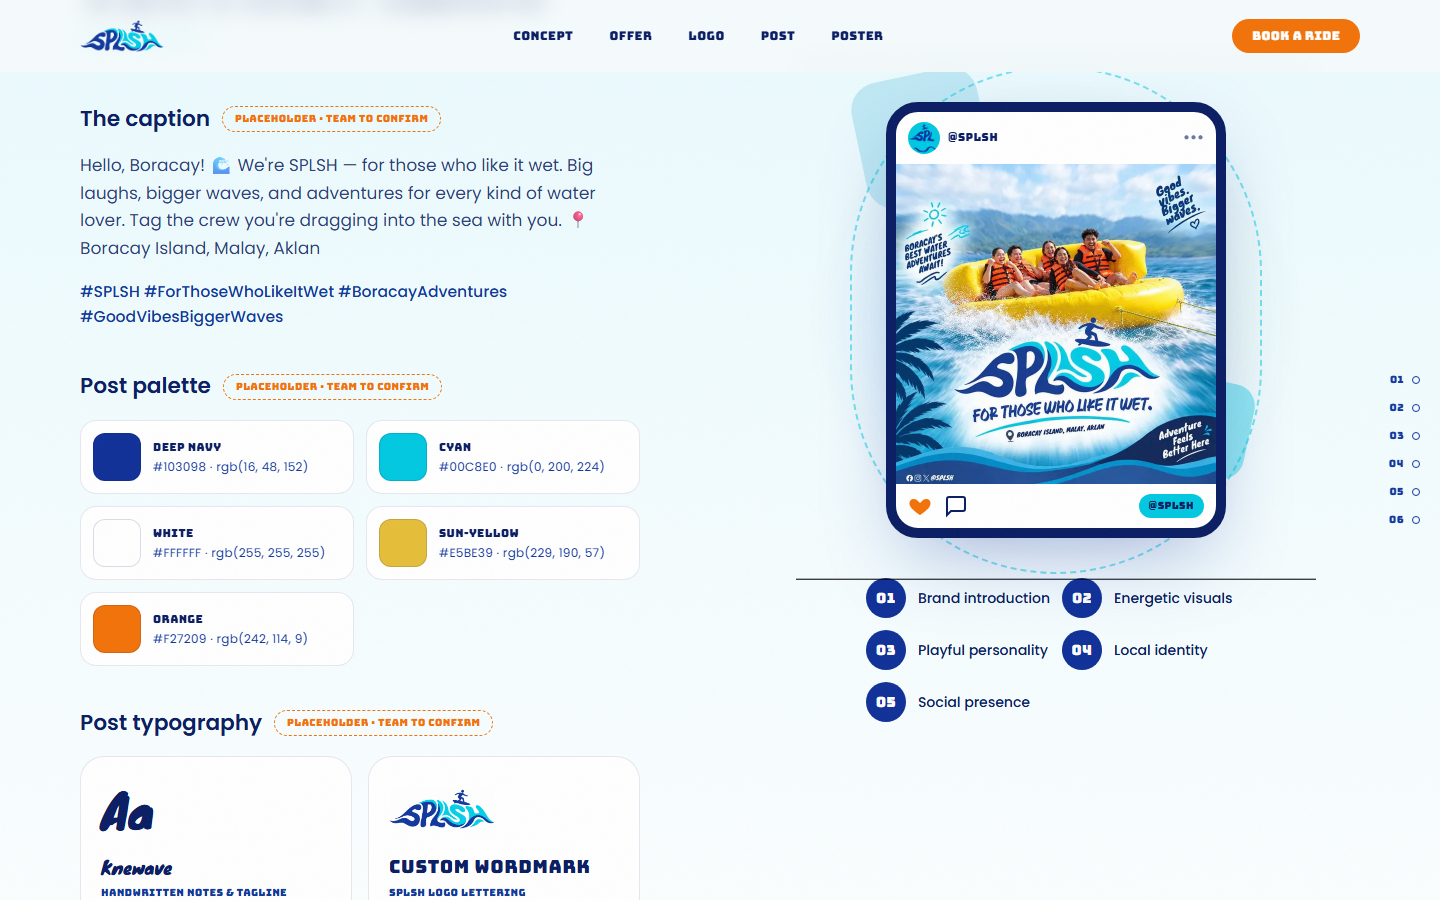 SPLSH
CONCEPT
OFFER
LOGO
POST
POSTER
BOOK A RIDE
The caption
PLACEHOLDER • TEAM TO CONFIRM
Hello, Boracay! 🌊 We're SPLSH — for those who like it wet. Big
laughs, bigger waves, and adventures for every kind of water
lover. Tag the crew you're dragging into the sea with you. 📍
Boracay Island, Malay, Aklan
#SPLSH #ForThoseWhoLikeItWet #BoracayAdventures
#GoodVibesBiggerWaves
Post palette
PLACEHOLDER • TEAM TO CONFIRM
DEEP NAVY
#103098 · rgb(16, 48, 152)
CYAN
#00C8E0 · rgb(0, 200, 224)
WHITE
#FFFFFF · rgb(255, 255, 255)
SUN-YELLOW
#E5BE39 · rgb(229, 190, 57)
ORANGE
#F27209 · rgb(242, 114, 9)
Post typography
PLACEHOLDER • TEAM TO CONFIRM
Aa
Knewave
HANDWRITTEN NOTES & TAGLINE
SPLSH
CUSTOM WORDMARK
SPLSH LOGO LETTERING
SPL
@SPLSH
Good
Vibes.
Bigger
waves.
BORACAY'S
BEST WATER
ADVENTURES
AWAIT!
SPLSH
FOR THOSE WHO LIKE IT WET.
BORACAY ISLAND, MALAY, AKLAN
Adventure
Feels
Better Here
@SPLSH
@SPLSH
01 Brand introduction
02 Energetic visuals
03 Playful personality
04 Local identity
05 Social presence
01
02
03
04
05
06